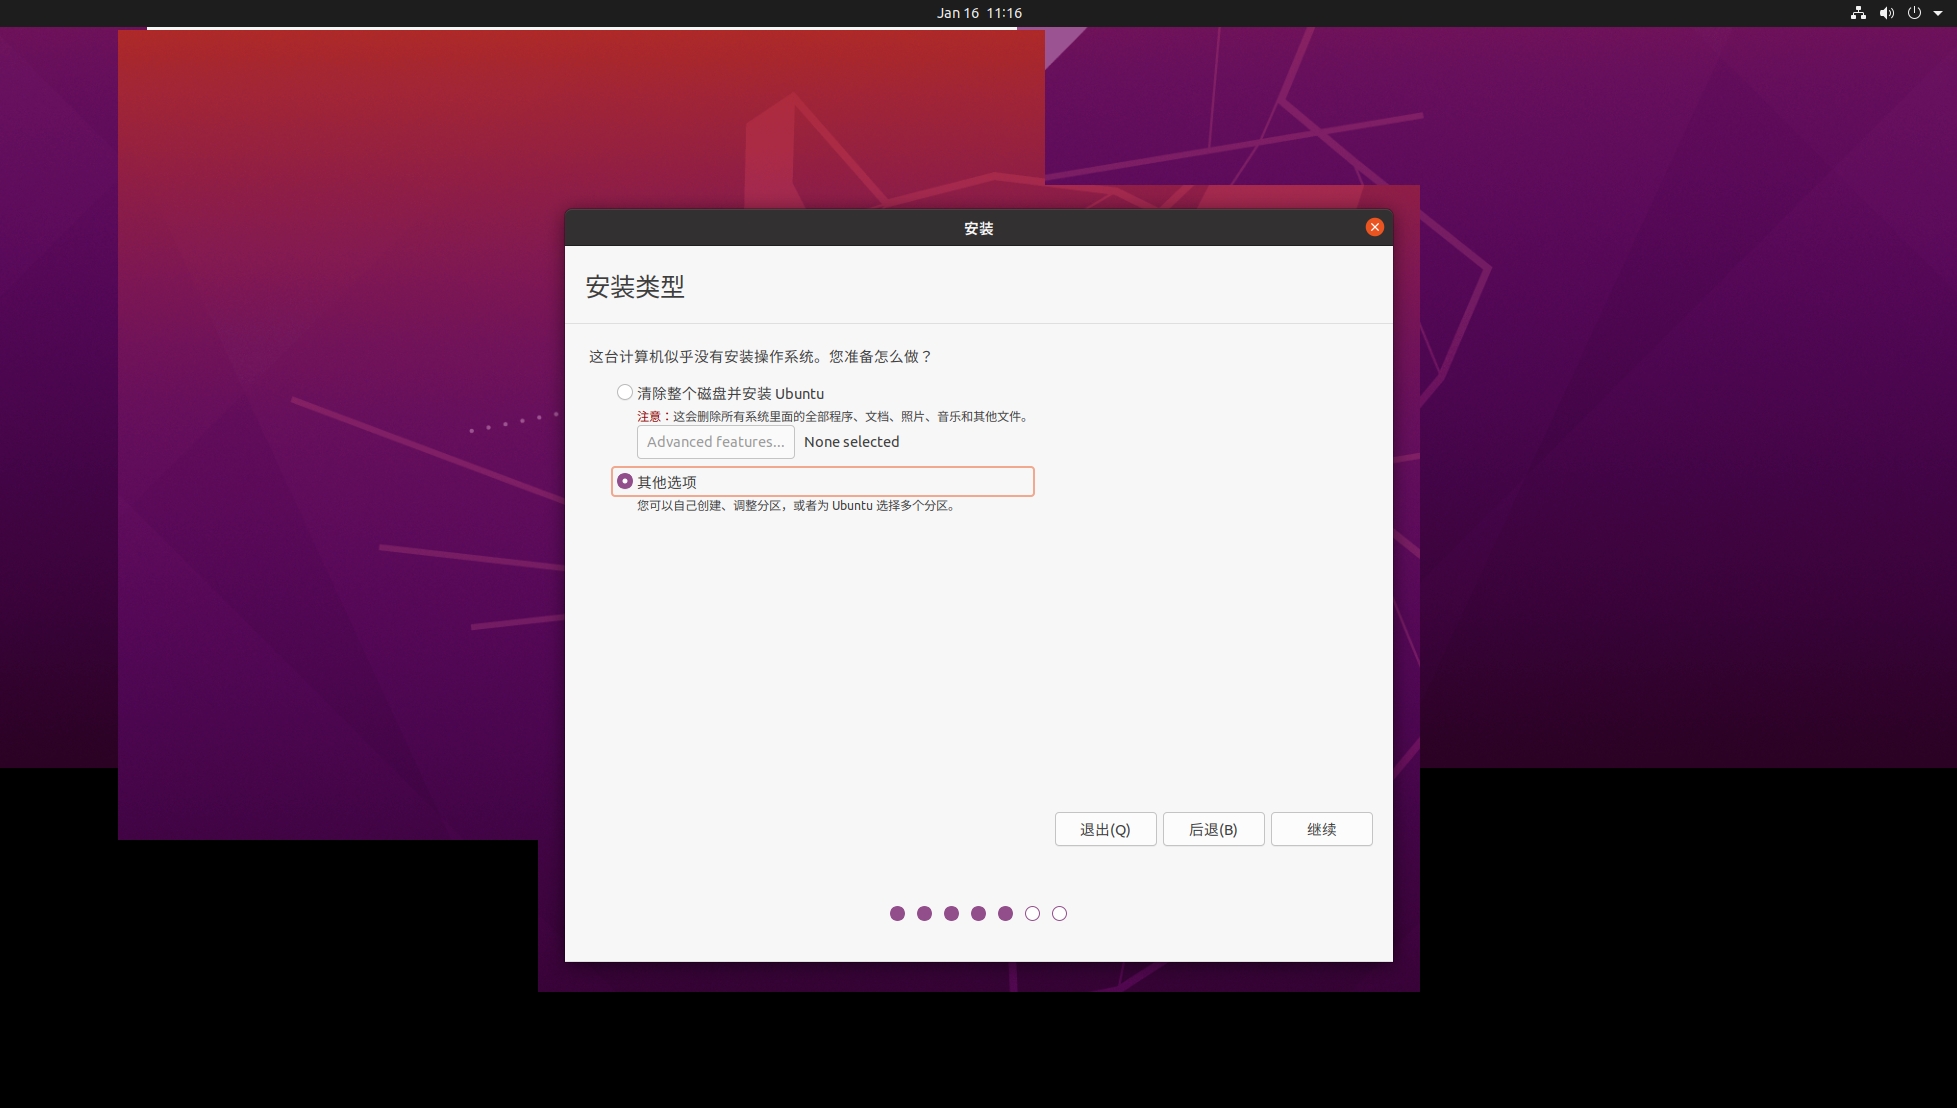 Jan 16 11:16
安装
安装类型
这台计算机似乎没有安装操作系统。您准备怎么做？
清除整个磁盘并安装 Ubuntu
注意：这会删除所有系统里面的全部程序、文档、照片、音乐和其他文件。
Advanced features... None selected
其他选项
您可以自己创建、调整分区，或者为 Ubuntu 选择多个分区。
退出(Q) 后退(B) 继续